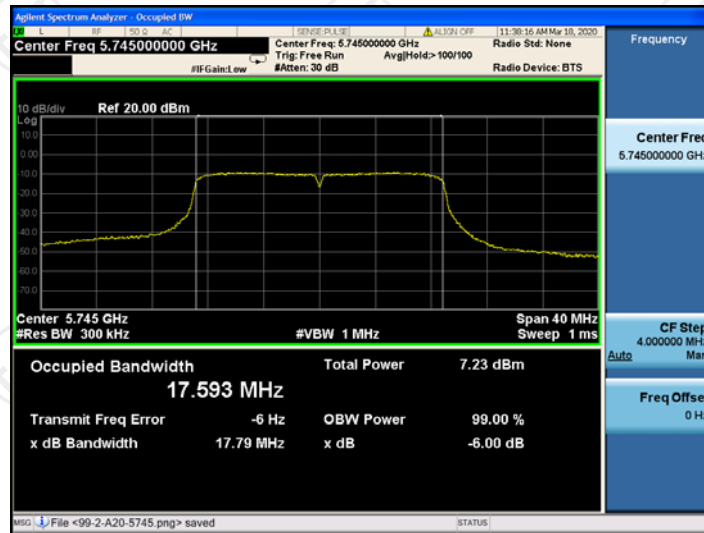 Agilent Spectrum Analyzer - Occupied BW
L RF 50 Ω AC SENSE:PULSE ALIGN OFF 11:38:16 AM Mar 18, 2020
Center Freq 5.745000000 GHz Center Freq: 5.745000000 GHz Radio Std: None
Trig: Free Run Avg|Hold:> 100/100
#IFGain:Low #Atten: 30 dB Radio Device: BTS
Frequency
10 dB/div Ref 20.00 dBm
Log
10.0
0.00
-10.0
-20.0
-30.0
-40.0
-50.0
-60.0
-70.0
Center 5.745 GHz Span 40 MHz
#Res BW 300 kHz #VBW 1 MHz Sweep 1 ms
Occupied Bandwidth Total Power 7.23 dBm
17.593 MHz
Transmit Freq Error -6 Hz OBW Power 99.00 %
x dB Bandwidth 17.79 MHz x dB -6.00 dB
Center Freq
5.745000000 GHz
CF Step
4.000000 MHz
Auto Man
Freq Offse
0 Hz
MSG File <99-2-A20-5745.png> saved STATUS